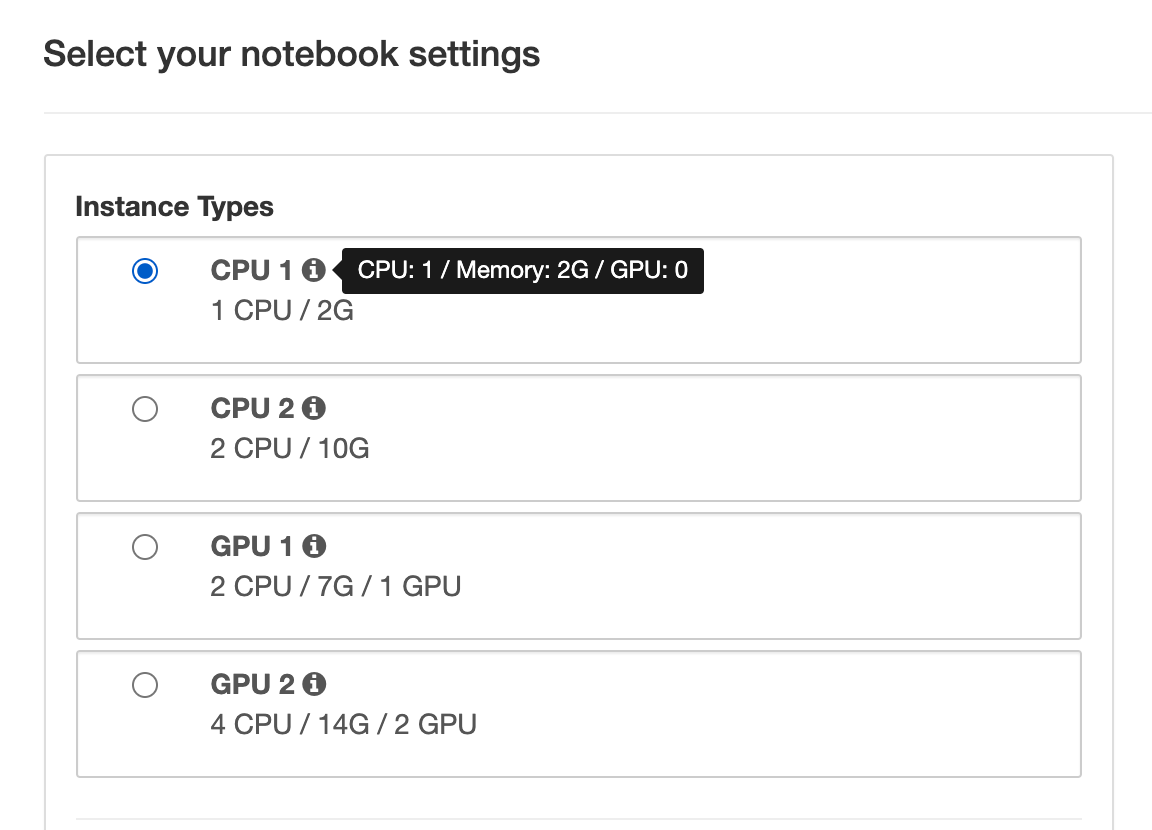 Select your notebook settings
Instance Types
CPU 1 CPU: 1 / Memory: 2G / GPU: 0
1 CPU / 2G
CPU 2
2 CPU / 10G
GPU 1
2 CPU / 7G / 1 GPU
GPU 2
4 CPU / 14G / 2 GPU